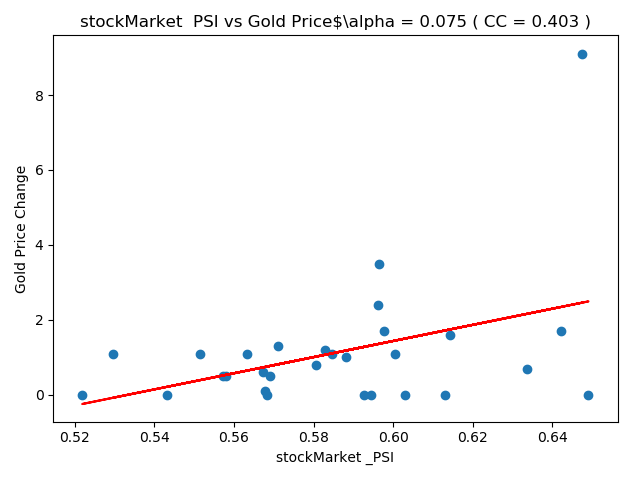 stockMarket  PSI vs Gold Price$\alpha = 0.075 ( CC = 0.403 )
Gold Price Change
8
6
4
2
0
0.52 0.54 0.56 0.58 0.60 0.62 0.64
stockMarket _PSI